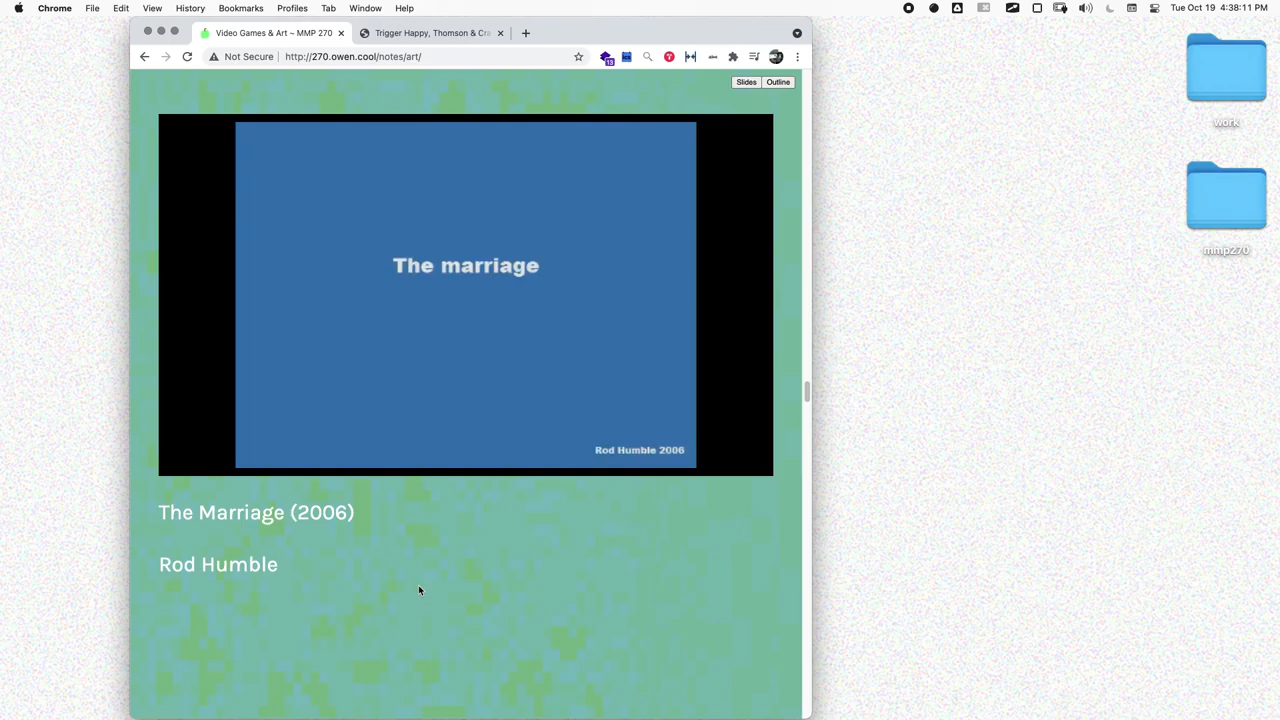 Chrome File Edit View History Bookmarks Profiles Tab Window Help Tue Oct 19 4:38:11 PM
Video Games & Art ~ MMP 270 Trigger Happy, Thomson & Cra
Not Secure http://270.owen.cool/notes/art/
Slides Outline
The marriage
Rod Humble 2006
The Marriage (2006)
Rod Humble
work
mmp270